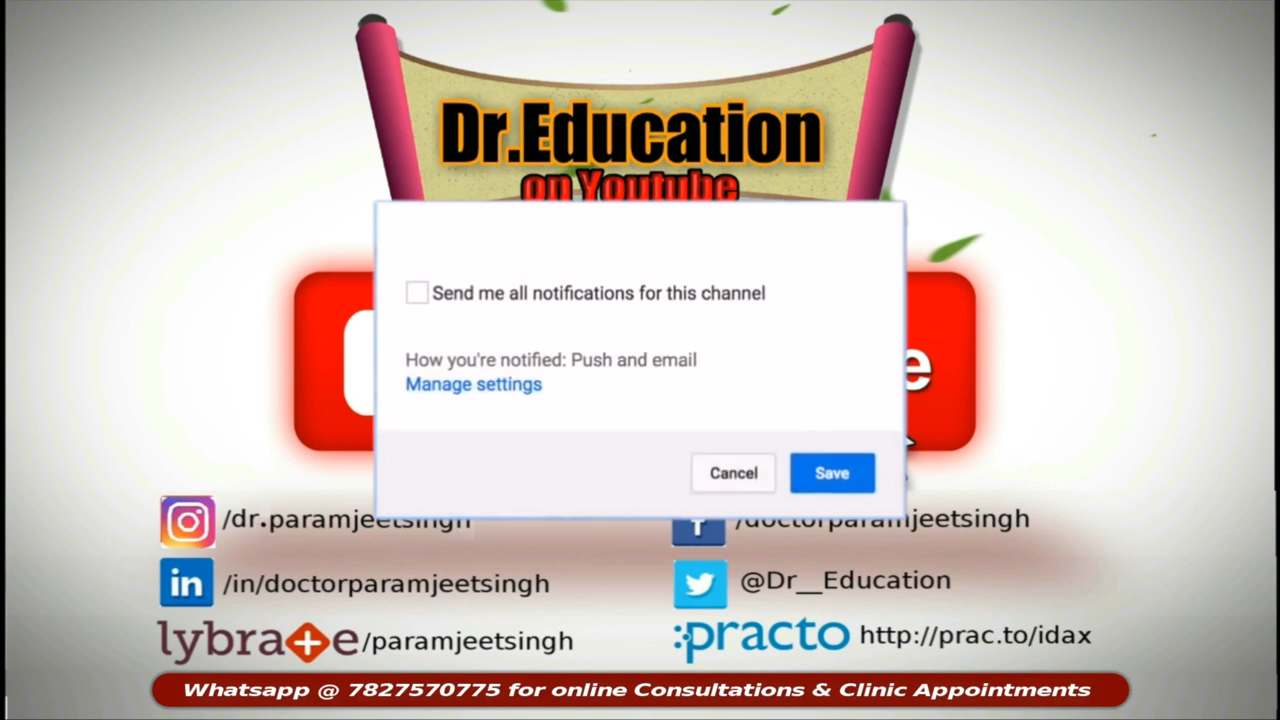 Dr.Education
on Youtube
Send me all notifications for this channel
How you're notified: Push and email
Manage settings
Cancel
Save
e
/dr.paramjeetsingh
f
/doctorparamjeetsingh
in
/in/doctorparamjeetsingh
@Dr__Education
lybrate
/paramjeetsingh
:practo
http://prac.to/idax
Whatsapp @ 7827570775 for online Consultations & Clinic Appointments